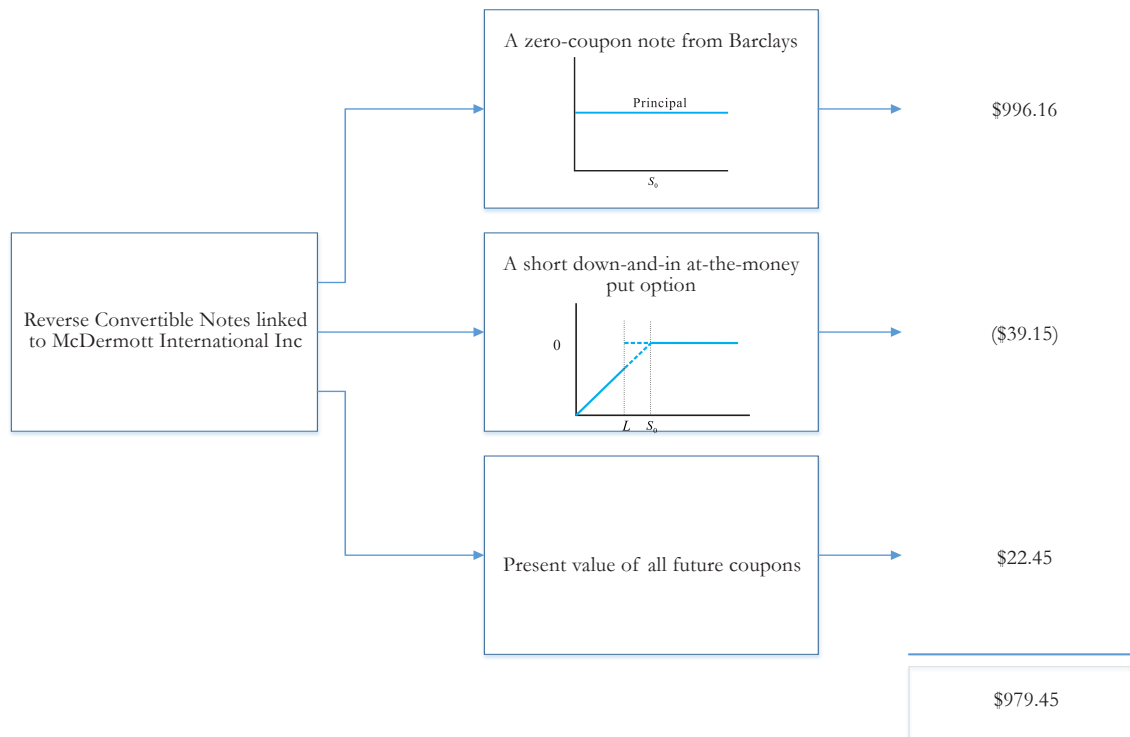 A zero-coupon note from Barclays
Principal
S₀
$996.16
Reverse Convertible Notes linked
to McDermott International Inc
A short down-and-in at-the-money
put option
0
L S₀
($39.15)
Present value of all future coupons
$22.45
$979.45